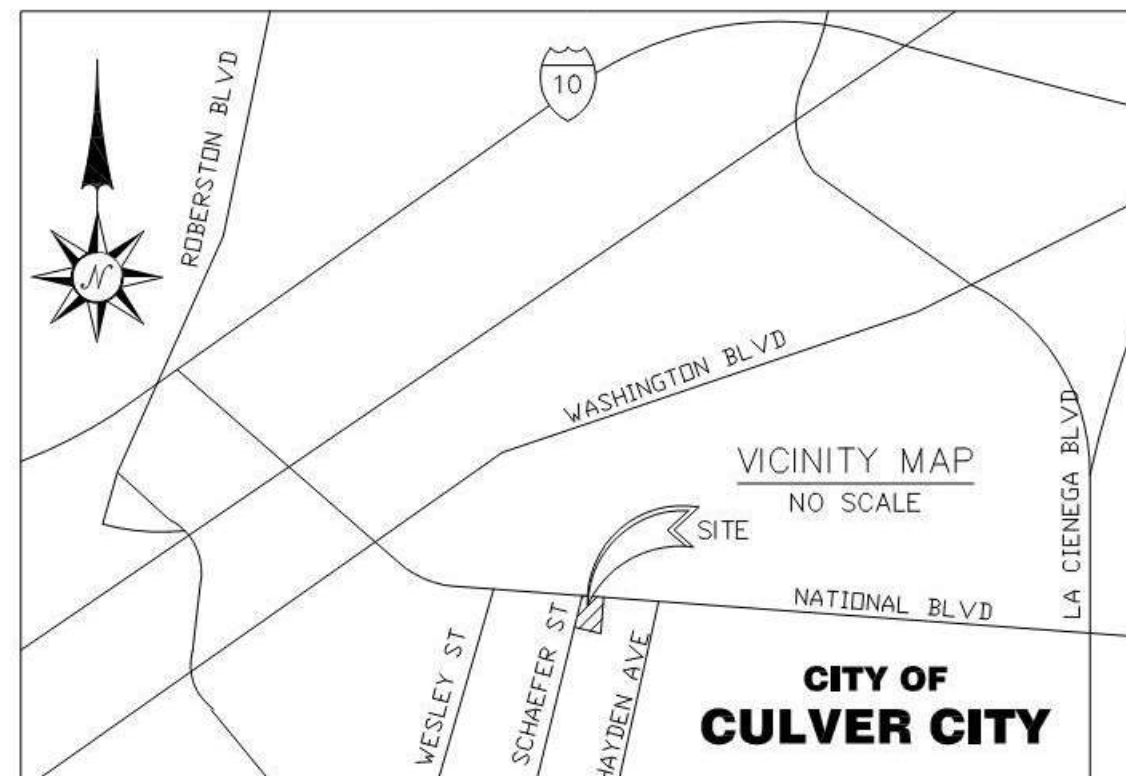 ROBERSTON BLVD
10
N
WASHINGTON BLVD
VICINITY MAP
NO SCALE
SITE
LA CIENEGA BLVD
NATIONAL BLVD
WESLEY ST
SCHAEFER ST
HAYDEN AVE
CITY OF
CULVER CITY